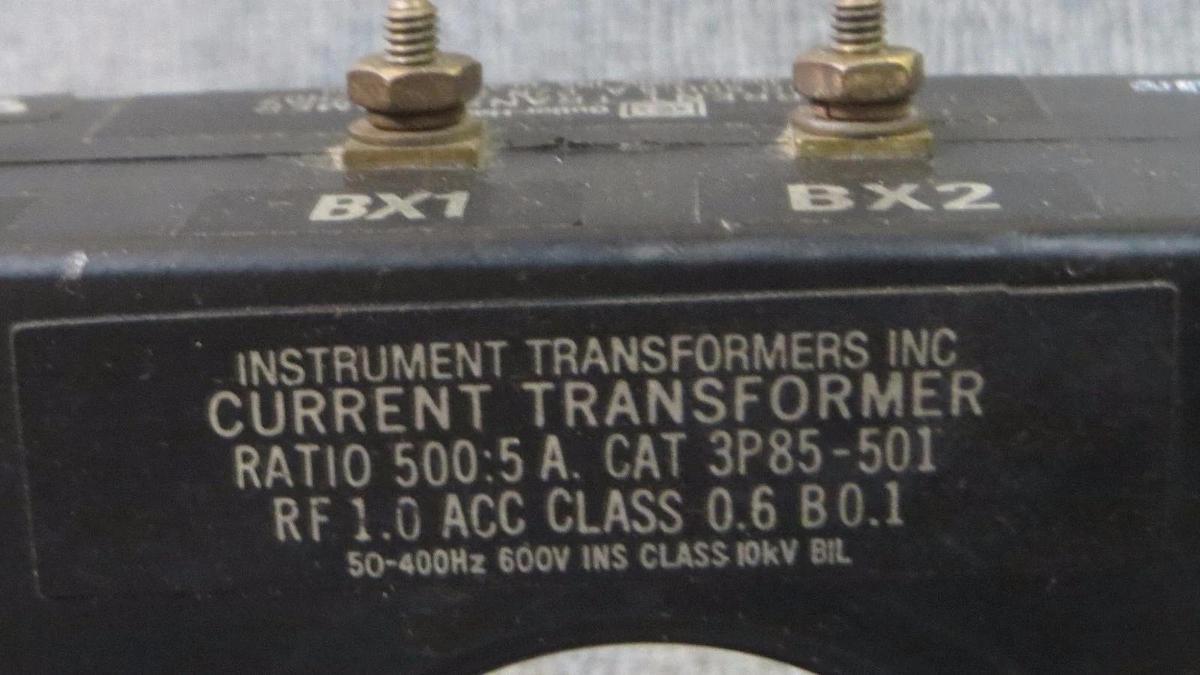 BX1 BX2
INSTRUMENT TRANSFORMERS INC
CURRENT TRANSFORMER
RATIO 500:5 A. CAT 3P85-501
RF 1.0 ACC CLASS 0.6 B0.1
50-400Hz 600V INS CLASS 10kV BIL